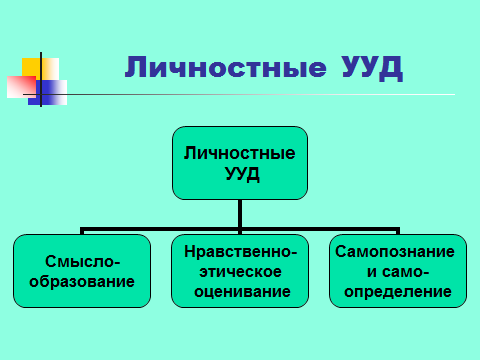 Личностные УУД
Личностные
УУД
Смысло-
образование
Нравственно-
этическое
оценивание
Самопознание
и само-
определение